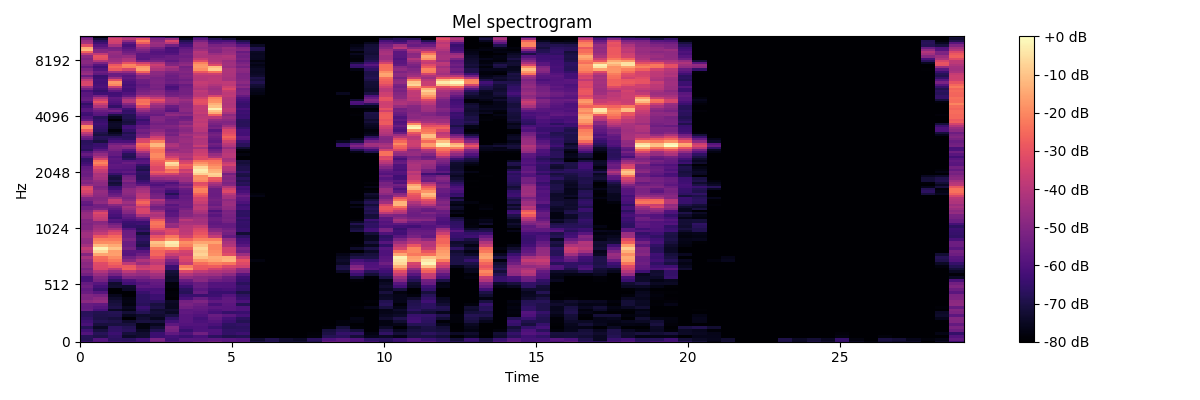 Mel spectrogram
Hz
8192
4096
2048
1024
512
0
0 5 10 15 20 25
Time
+0 dB
-10 dB
-20 dB
-30 dB
-40 dB
-50 dB
-60 dB
-70 dB
-80 dB